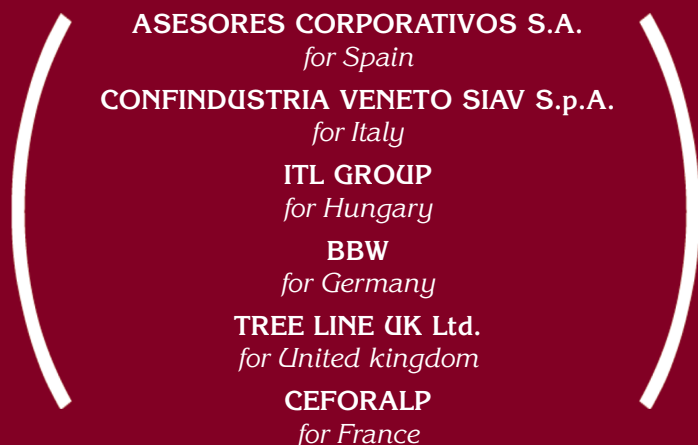 ASESORES CORPORATIVOS S.A.
for Spain
CONFINDUSTRIA VENETO SIAV S.p.A.
for Italy
ITL GROUP
for Hungary
BBW
for Germany
TREE LINE UK Ltd.
for United kingdom
CEFORALP
for France